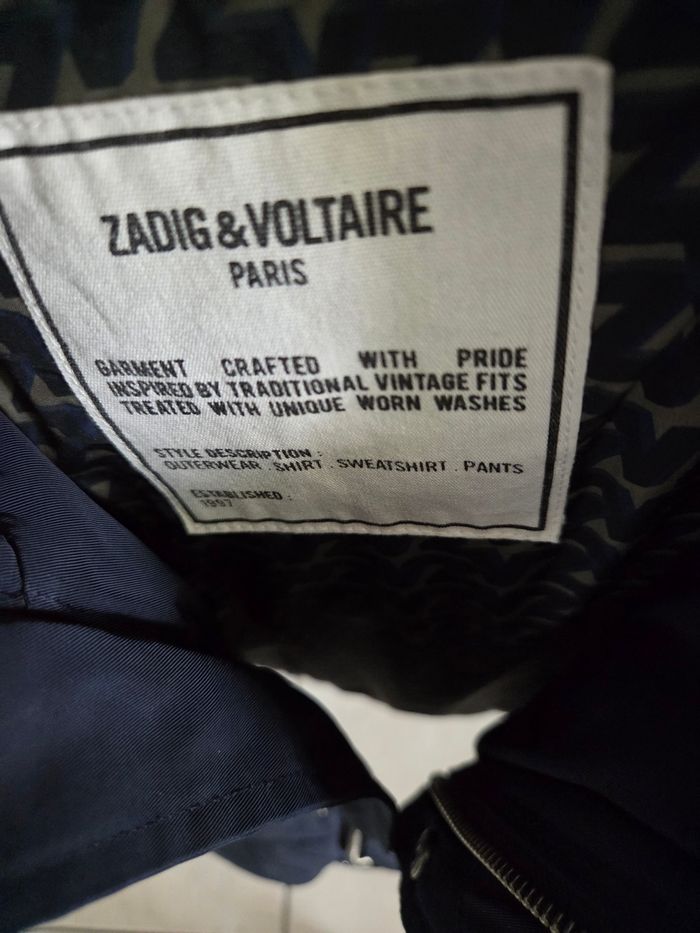 ZADIG&VOLTAIRE
PARIS
GARMENT CRAFTED WITH PRIDE
INSPIRED BY TRADITIONAL VINTAGE FITS
TREATED WITH UNIQUE WORN WASHES
STYLE DESCRIPTION :
OUTERWEAR . SHIRT . SWEATSHIRT . PANTS
ESTABLISHED :
1997